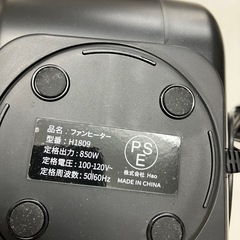 品名: ファンヒーター
型番: H1809
定格出力: 850W
定格電圧: 100-120V~
定格周波数: 50/60Hz
PSE
株式会社 Hao
MADE IN CHINA